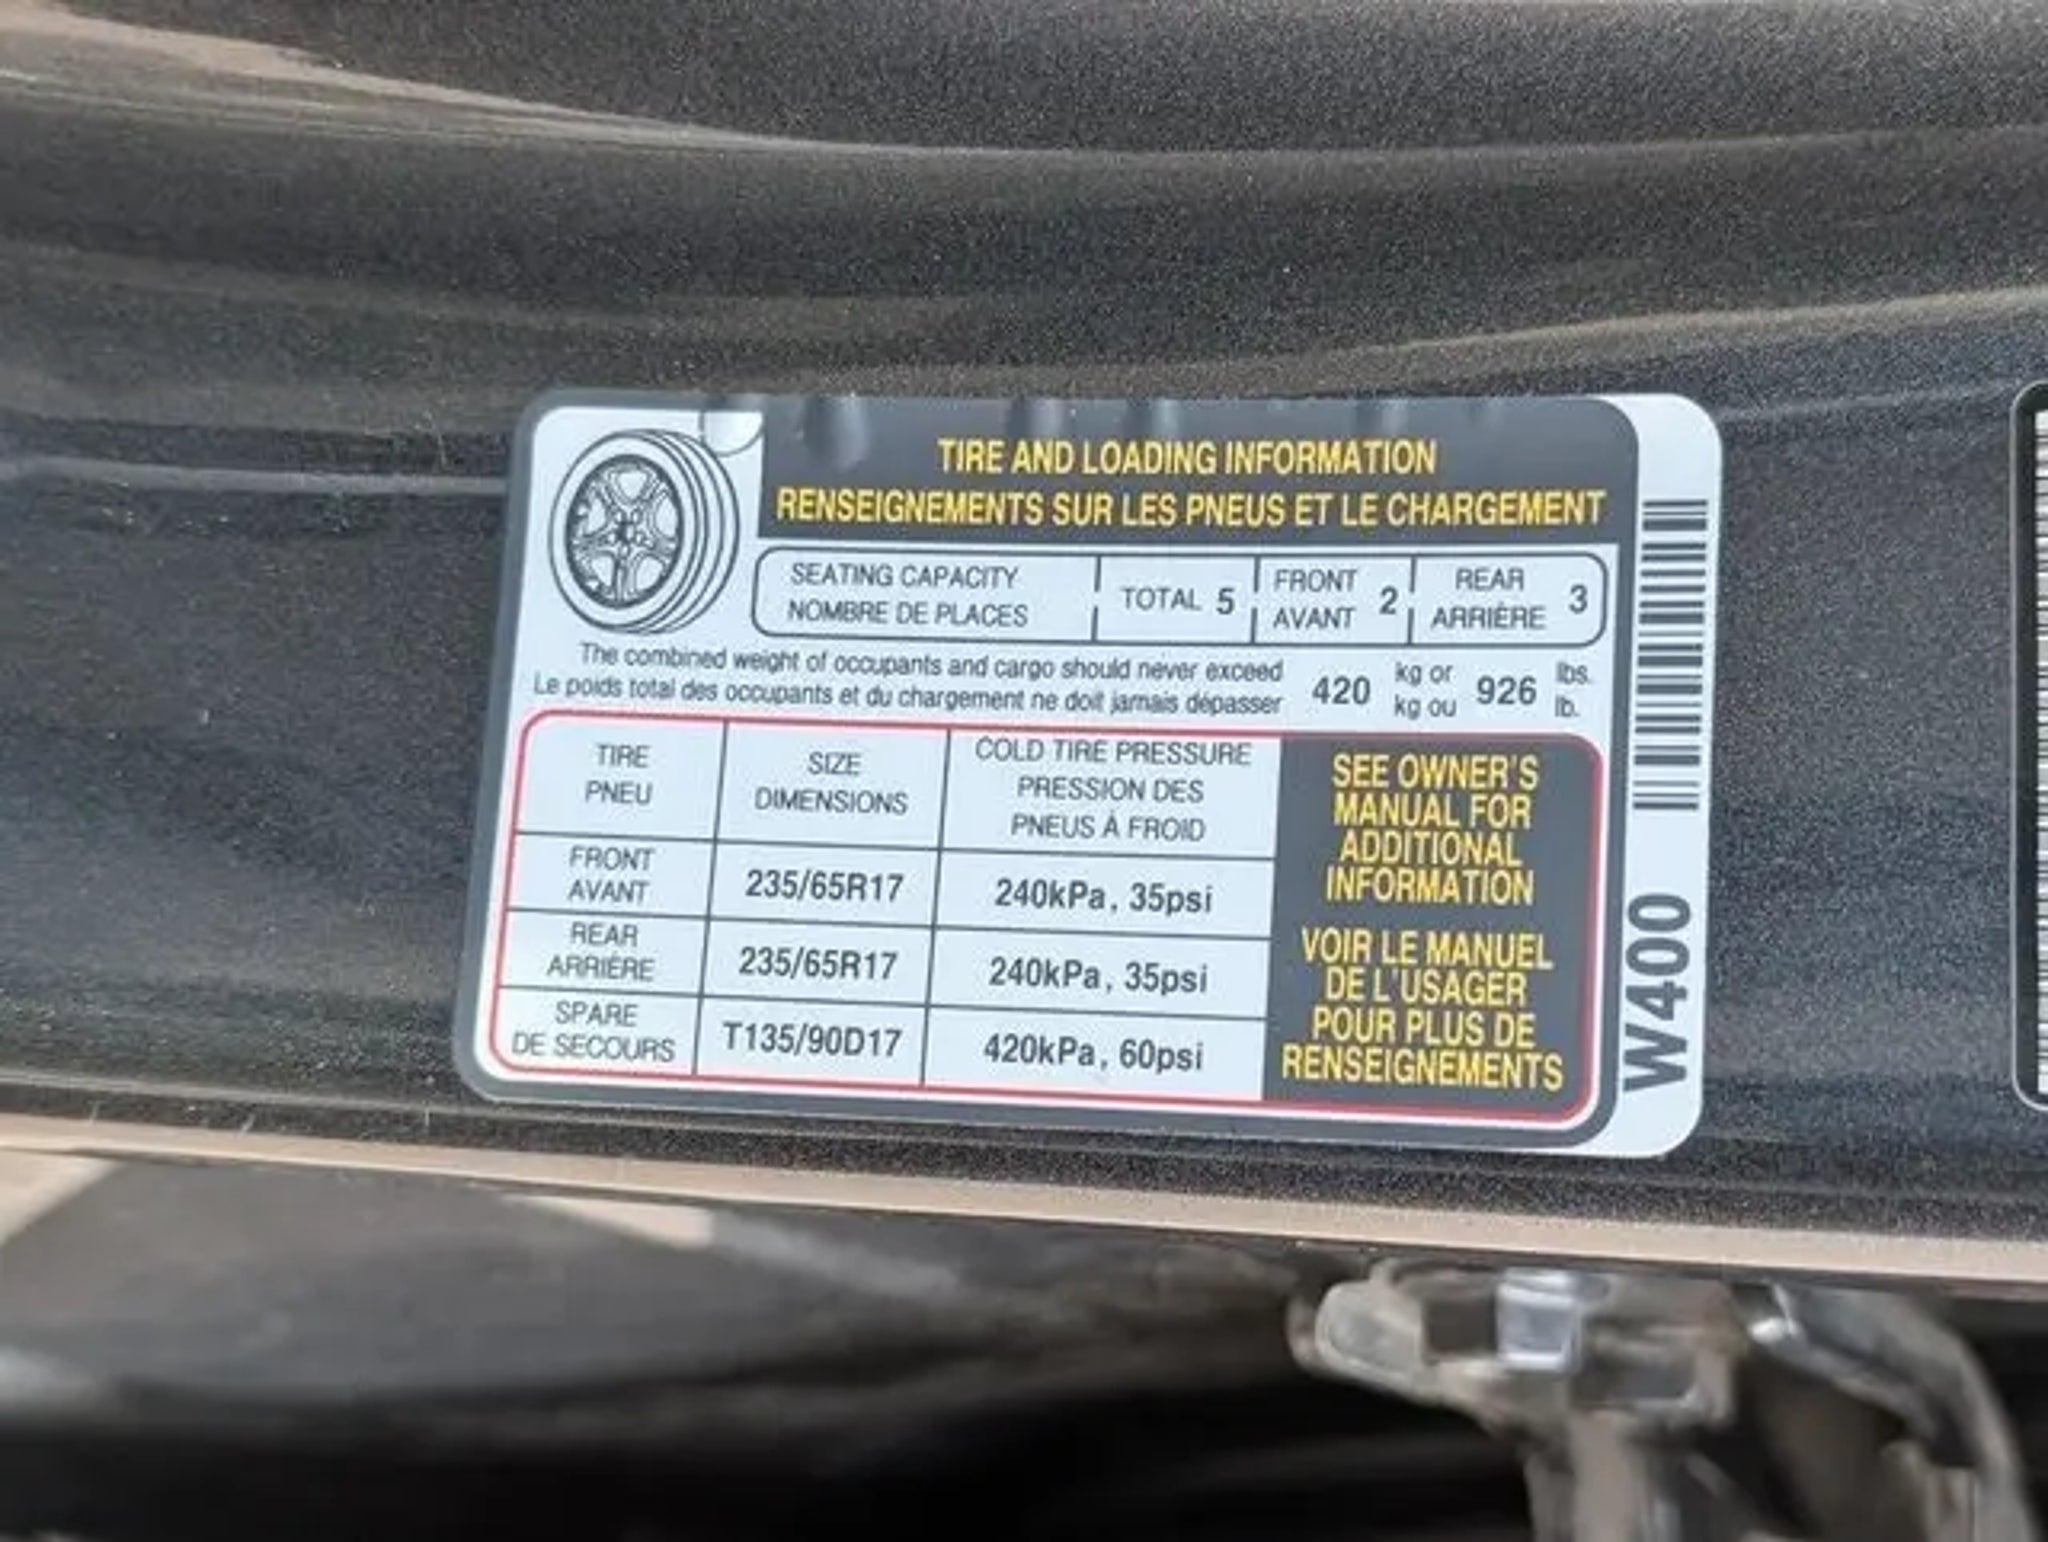 TIRE AND LOADING INFORMATION
RENSEIGNEMENTS SUR LES PNEUS ET LE CHARGEMENT
SEATING CAPACITY
NOMBRE DE PLACES
TOTAL 5
FRONT
AVANT 2
REAR
ARRIÈRE 3
The combined weight of occupants and cargo should never exceed 420 kg or 926 lbs.
Le poids total des occupants et du chargement ne doit jamais dépasser kg ou lb.
TIRE
PNEU
SIZE
DIMENSIONS
COLD TIRE PRESSURE
PRESSION DES
PNEUS À FROID
FRONT
AVANT
235/65R17
240kPa, 35psi
REAR
ARRIÈRE
235/65R17
240kPa, 35psi
SPARE
DE SECOURS
T135/90D17
420kPa, 60psi
SEE OWNER'S
MANUAL FOR
ADDITIONAL
INFORMATION
VOIR LE MANUEL
DE L'USAGER
POUR PLUS DE
RENSEIGNEMENTS
W400